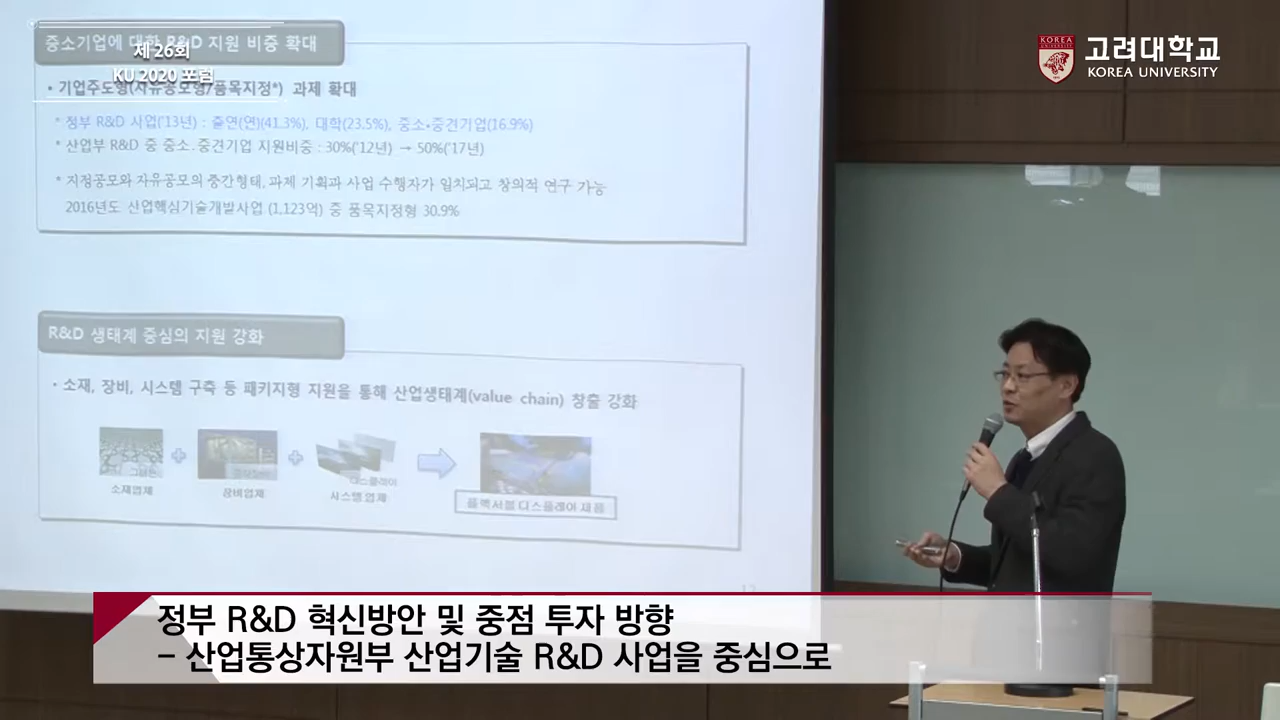 중소기업에 대한 R&D 지원 비중 확대
제 26회
KU 2020 포럼
• 기업주도형(자유공모형/품목지정*) 과제 확대
* 정부 R&D 사업('13년) : 출연(연)(41.3%), 대학(23.5%), 중소•중견기업(16.9%)
* 산업부 R&D 중 중소.중견기업 지원비중 : 30%('12년) → 50%('17년)
* 지정공모와 자유공모의 중간형태, 과제 기획과 사업 수행자가 일치되고 창의적 연구 가능
2016년도 산업핵심기술개발사업 (1,123억) 중 품목지정형 30.9%
R&D 생태계 중심의 지원 강화
• 소재, 장비, 시스템 구축 등 패키지형 지원을 통해 산업생태계(value chain) 창출 강화
그래핀
디스플레이
소재업체
장비업체
시스템 업체
플렉서블 디스플레이 제품
12
KOREA
고려대학교
KOREA UNIVERSITY
정부 R&D 혁신방안 및 중점 투자 방향
- 산업통상자원부 산업기술 R&D 사업을 중심으로